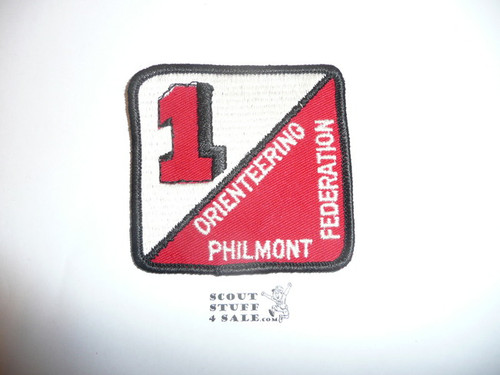 1
ORIENTEERING
FEDERATION
PHILMONT
SCOUT
STUFF
4 SALE.COM